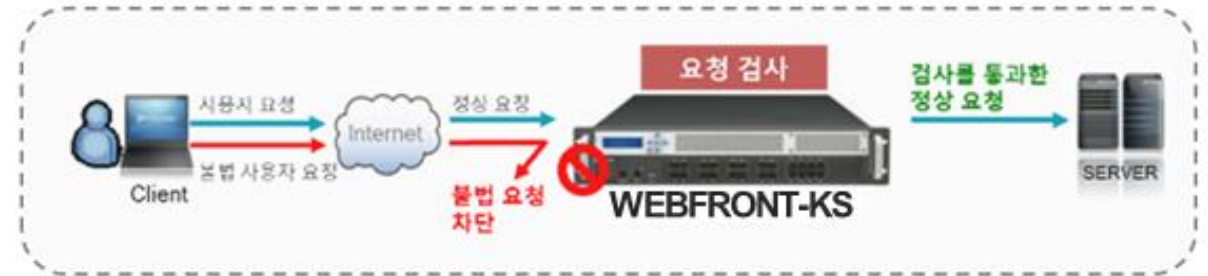 요청 검사
사용자 요청
정상 요청
검사를 통과한
정상 요청
Internet
불법 사용자 요청
Client
불법 요청
차단
WEBFRONT-KS
SERVER